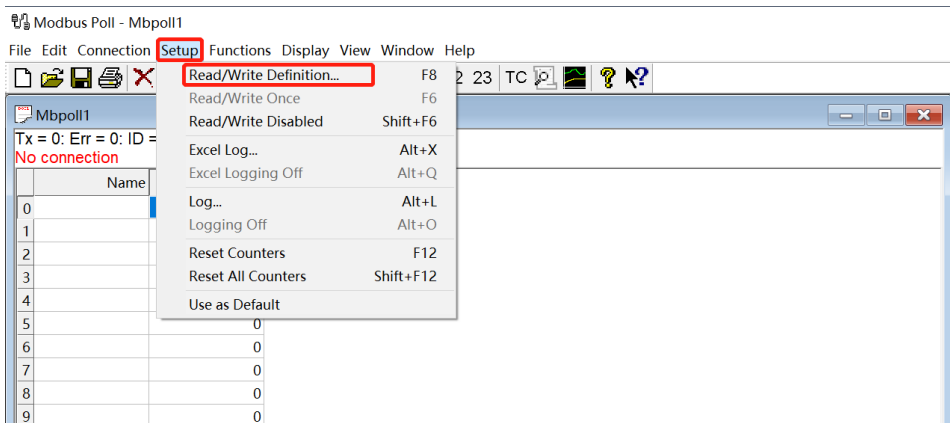 Modbus Poll - Mbpoll1
File Edit Connection Setup Functions Display View Window Help
23 TC
Read/Write Definition... F8
Read/Write Once F6
Read/Write Disabled Shift+F6
Excel Log... Alt+X
Excel Logging Off Alt+Q
Log... Alt+L
Logging Off Alt+O
Reset Counters F12
Reset All Counters Shift+F12
Use as Default
Mbpoll1
Tx = 0: Err = 0: ID =
No connection
Name
0
1
2
3
4
5 0
6 0
7 0
8 0
9 0